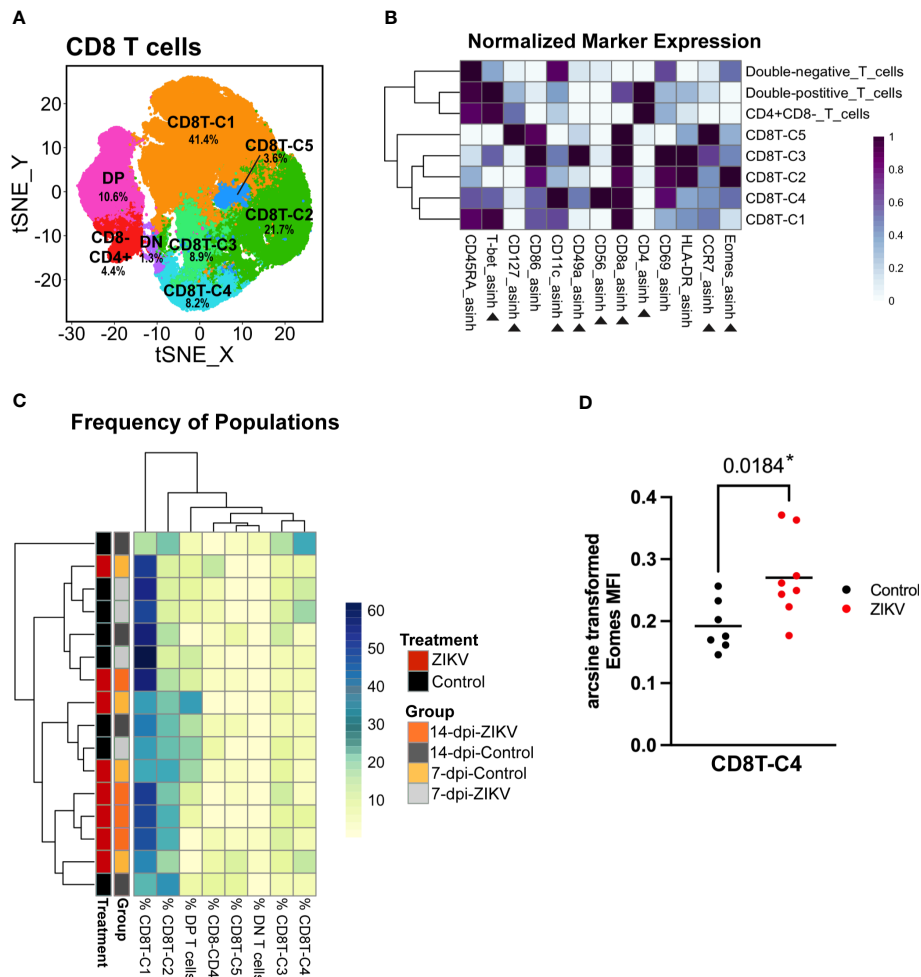 A
CD8 T cells
20
10
0
-10
-20
tSNE_Y
CD8T-C1
41.4%
CD8T-C5
3.6%
DP
10.6%
CD8T-C2
21.7%
CD8-
CD4+
4.4%
DN
1.3%
CD8T-C3
8.9%
CD8T-C4
8.2%
-30 -20 -10 0 10 20 30
tSNE_X
B
Normalized Marker Expression
Double-negative_T_cells
Double-postitive_T_cells
CD4+CD8-_T_cells
CD8T-C5
CD8T-C3
CD8T-C2
CD8T-C4
CD8T-C1
1
0.8
0.6
0.4
0.2
0
CD45RA_asinh
T-bet_asinh
CD127_asinh
CD86_asinh
CD11c_asinh
CD49a_asinh
CD56_asinh
CD8a_asinh
CD4_asinh
CD69_asinh
HLA-DR_asinh
CCR7_asinh
Eomes_asinh
C
Frequency of Populations
60
50
40
30
20
10
Treatment
ZIKV
Control
Group
14-dpi-ZIKV
14-dpi-Control
7-dpi-Control
7-dpi-ZIKV
Treatment
Group
% CD8T-C1
% CD8T-C2
% DP T cells
% CD8-CD4
% CD8T-C5
% DN T cells
% CD8T-C3
% CD8T-C4
D
0.0184*
0.4
0.3
0.2
0.1
0.0
arcsine transformed
Eomes MFI
Control
ZIKV
CD8T-C4